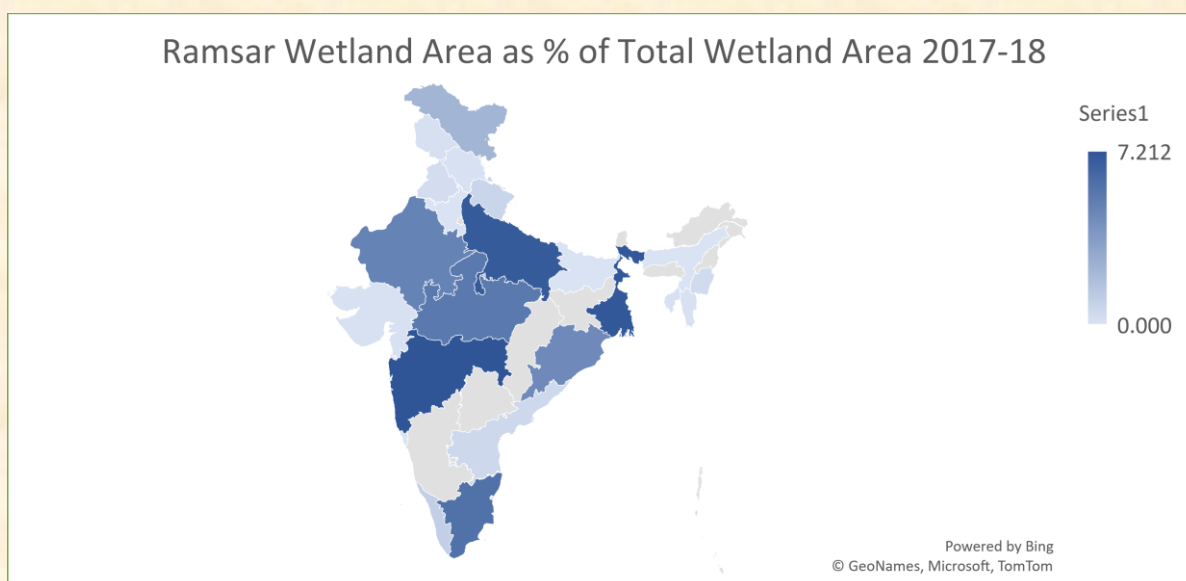 Ramsar Wetland Area as % of Total Wetland Area 2017-18
Series1
7.212
0.000
Powered by Bing
© GeoNames, Microsoft, TomTom